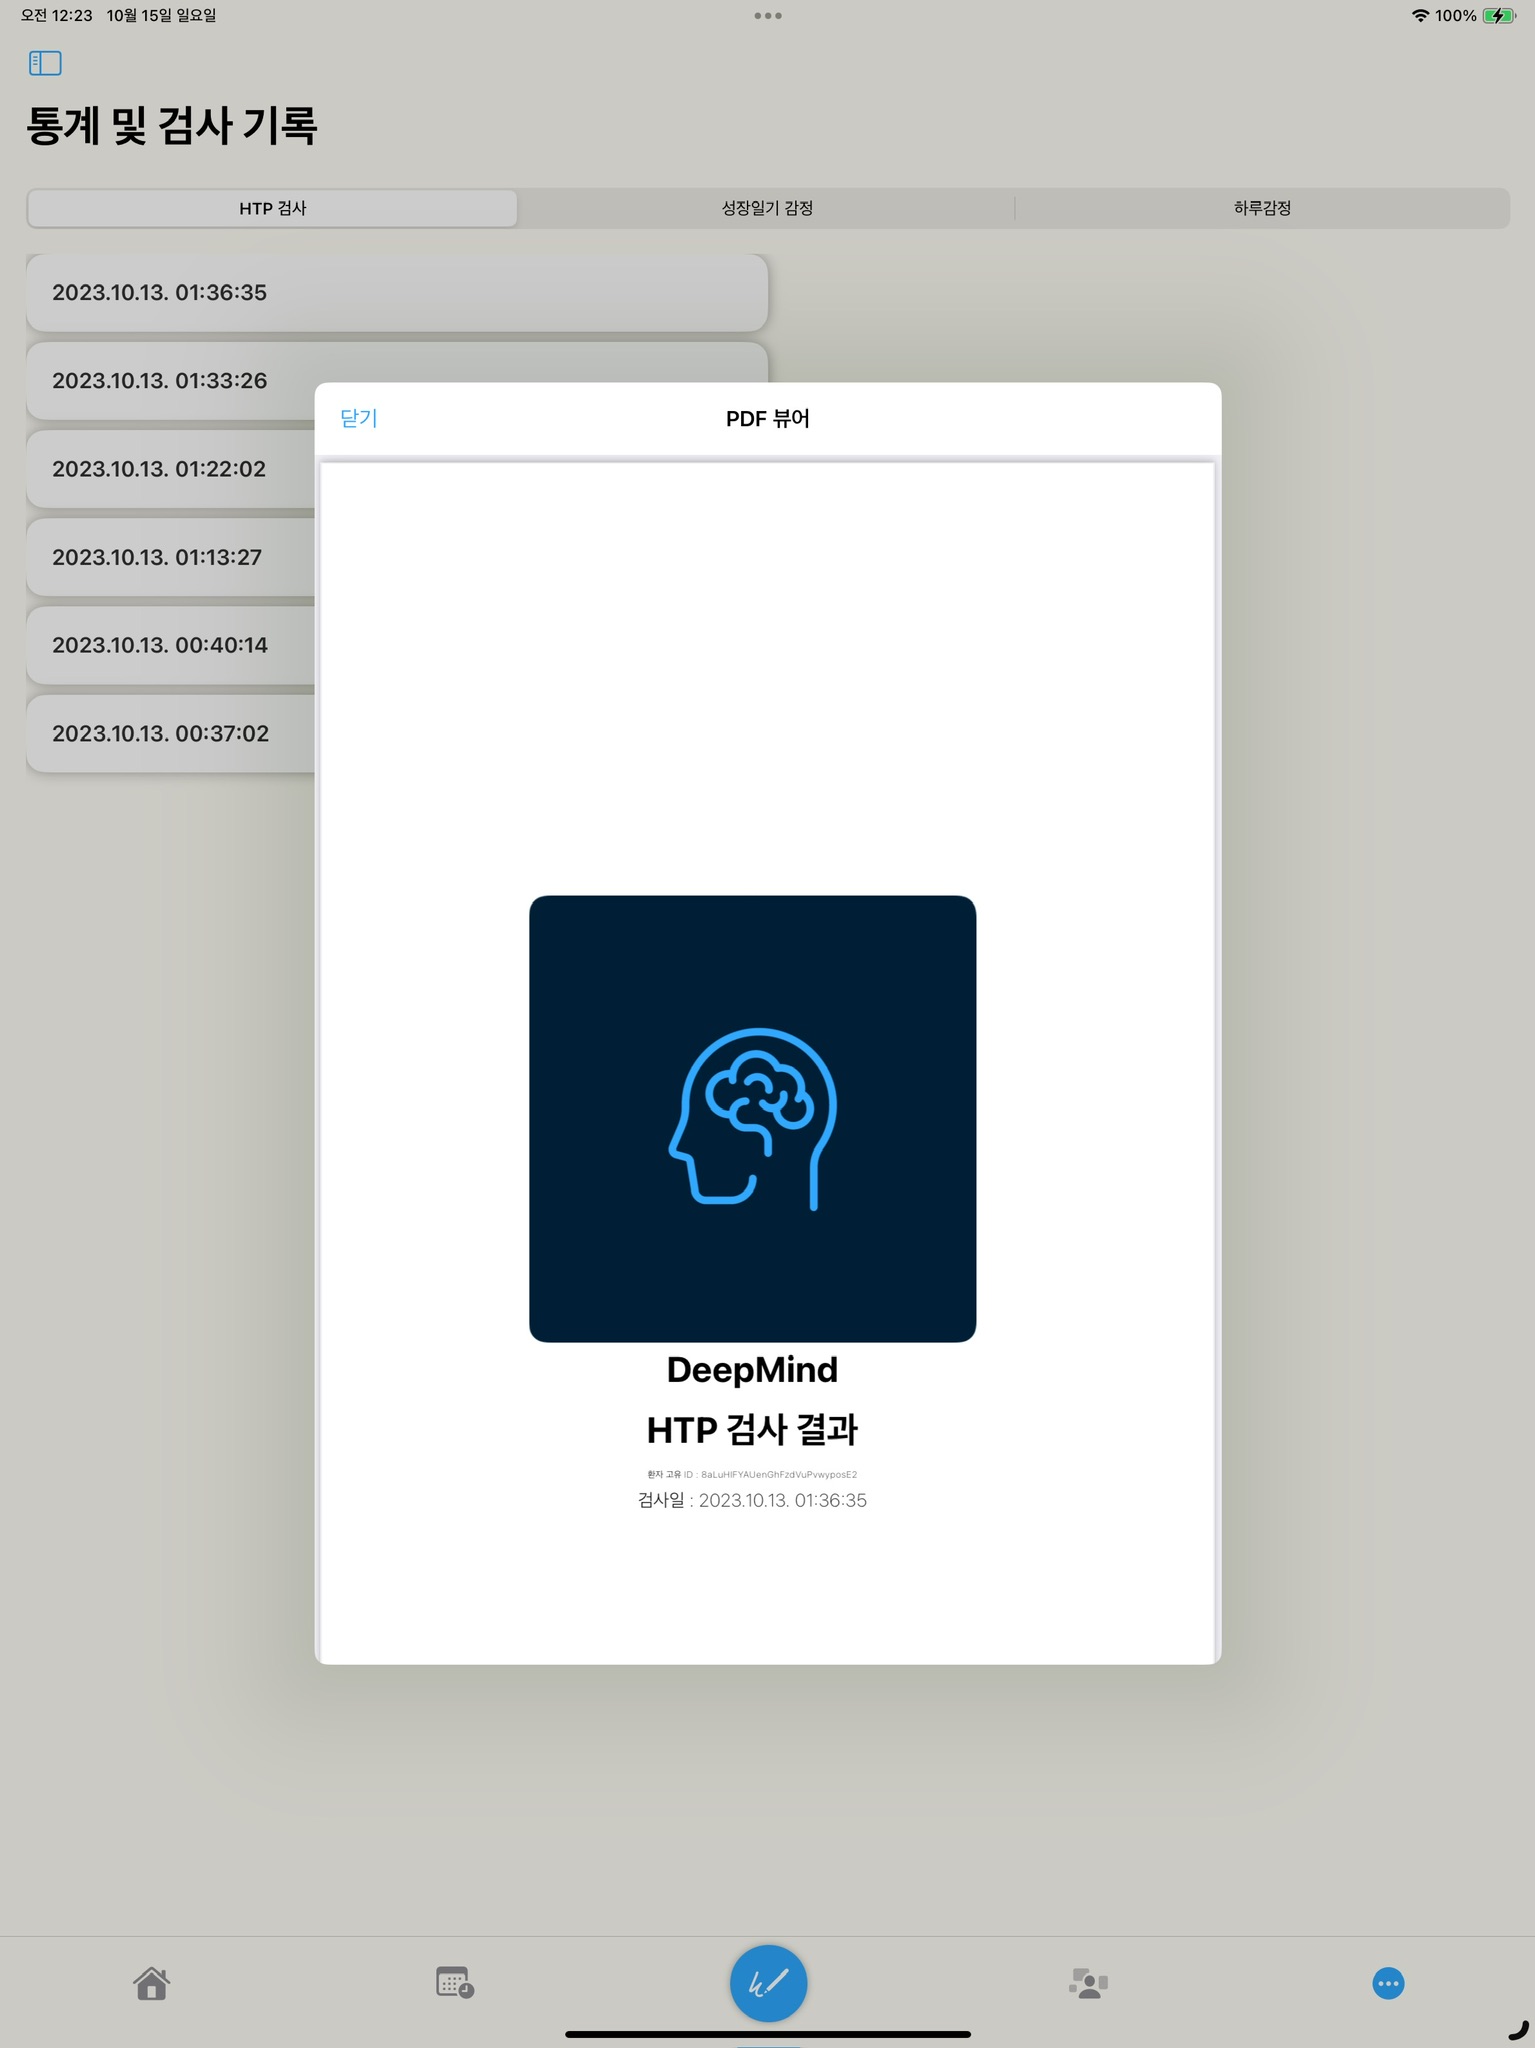 오전 12:23 10월 15일 일요일
100%
통계 및 검사 기록
HTP 검사
성장일기 감정
하루감정
2023.10.13. 01:36:35
2023.10.13. 01:33:26
2023.10.13. 01:22:02
2023.10.13. 01:13:27
2023.10.13. 00:40:14
2023.10.13. 00:37:02
닫기
PDF 뷰어
DeepMind
HTP 검사 결과
환자 고유 ID :
검사일 : 2023.10.13. 01:36:35